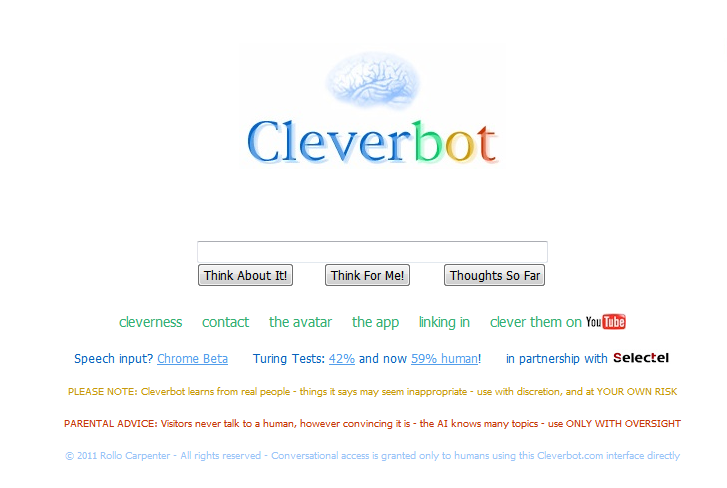 Cleverbot
Think About It! Think For Me! Thoughts So Far
cleverness contact the avatar the app linking in clever them on YouTube
Speech input? Chrome Beta Turing Tests: 42% and now 59% human! in partnership with Selectel
PLEASE NOTE: Cleverbot learns from real people - things it says may seem inappropriate - use with discretion, and at YOUR OWN RISK
PARENTAL ADVICE: Visitors never talk to a human, however convincing it is - the AI knows many topics - use ONLY WITH OVERSIGHT
© 2011 Rollo Carpenter - All rights reserved - Conversational access is granted only to humans using this Cleverbot.com interface directly